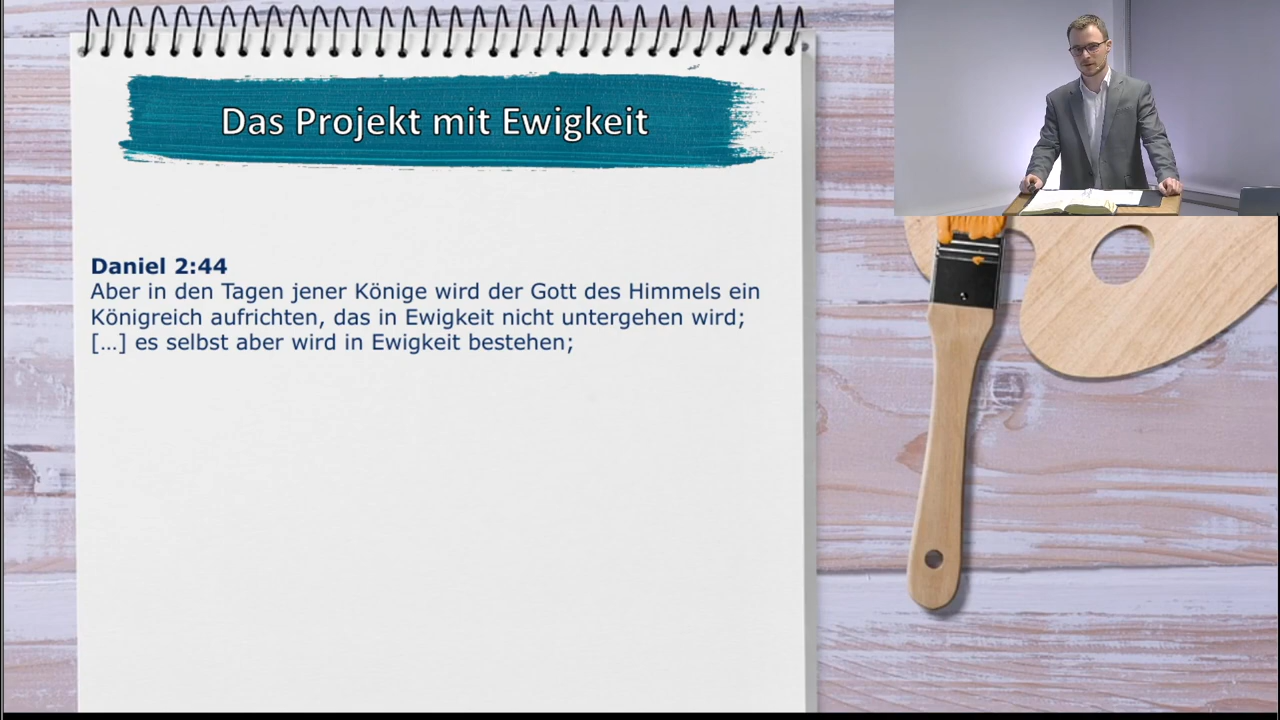 Das Projekt mit Ewigkeit
Daniel 2:44
Aber in den Tagen jener Könige wird der Gott des Himmels ein
Königreich aufrichten, das in Ewigkeit nicht untergehen wird;
[...] es selbst aber wird in Ewigkeit bestehen;